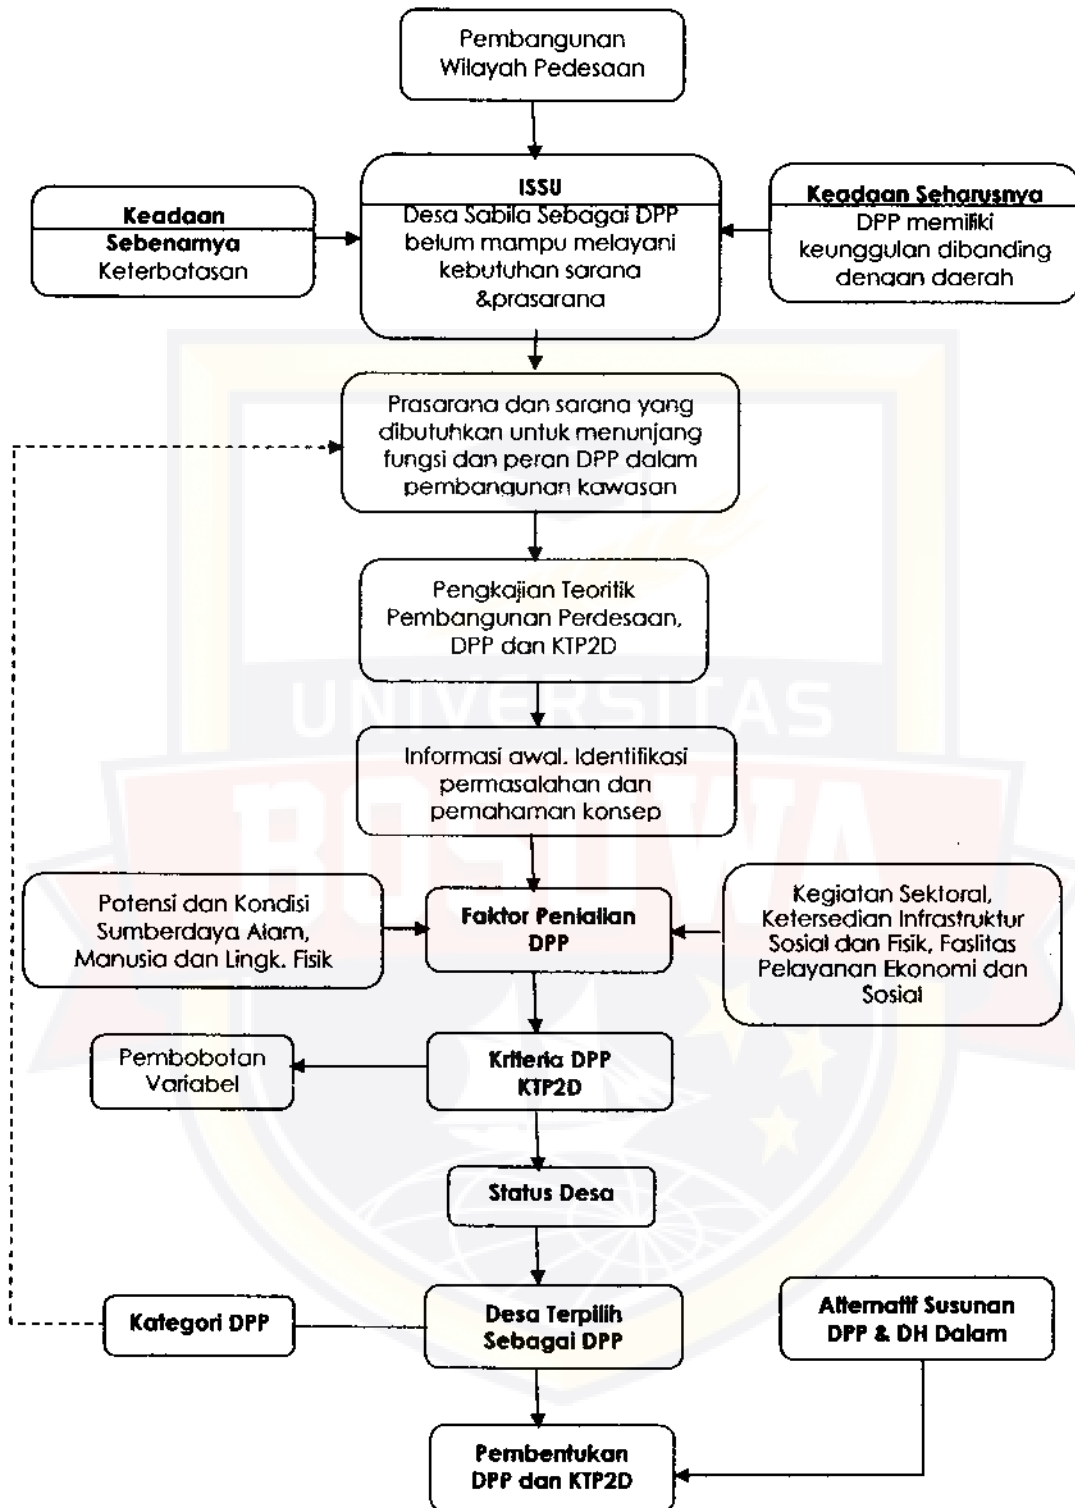 Pembangunan
Wilayah Pedesaan
ISSU
Desa Sabila Sebagai DPP
belum mampu melayani
kebutuhan sarana
&prasarana
Keadaan
Sebenarnya
Keterbatasan
Keadaan Seharusnya
DPP memiliki
keunggulan dibanding
dengan daerah
Prasarana dan sarana yang
dibutuhkan untuk menunjang
fungsi dan peran DPP dalam
pembangunan kawasan
Pengkajian Teoritik
Pembangunan Perdesaan,
DPP dan KTP2D
Informasi awal. Identifikasi
permasalahan dan
pemahaman konsep
Potensi dan Kondisi
Sumberdaya Alam,
Manusia dan Lingk. Fisik
Faktor Penialian
DPP
Kegiatan Sektoral,
Ketersedian Infrastruktur
Sosial dan Fisik, Faslitas
Pelayanan Ekonomi dan
Sosial
Pembobotan
Variabel
Kriteria DPP
KTP2D
Status Desa
Kategori DPP
Desa Terpilih
Sebagai DPP
Alternatif Susunan
DPP & DH Dalam
Pembentukan
DPP dan KTP2D
UNIVERSITAS
BOSOWA